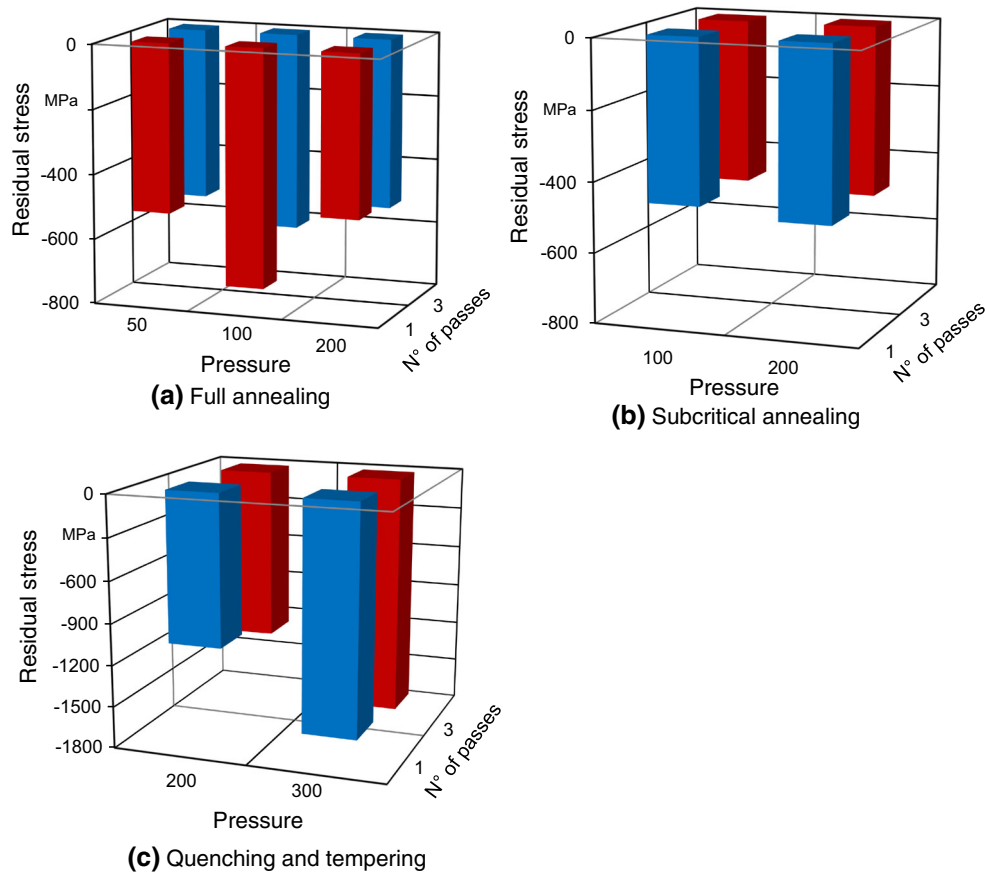 0
MPa
-400
-600
-800
Residual stress
50
100
200
Pressure
1
3
N° of passes
(a) Full annealing
0
MPa
-400
-600
-800
Residual stress
100
200
Pressure
1
3
N° of passes
(b) Subcritical annealing
0
MPa
-600
-900
-1200
-1500
-1800
Residual stress
200
300
Pressure
1
3
N° of passes
(c) Quenching and tempering